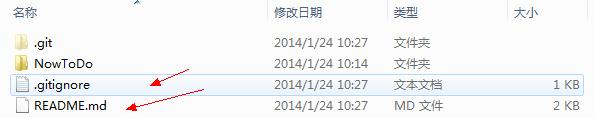 名称 修改日期 类型 大小
.git 2014/1/24 10:27 文件夹
NowToDo 2014/1/24 10:14 文件夹
.gitignore 2014/1/24 10:27 文本文档 1 KB
README.md 2014/1/24 10:27 MD 文件 2 KB